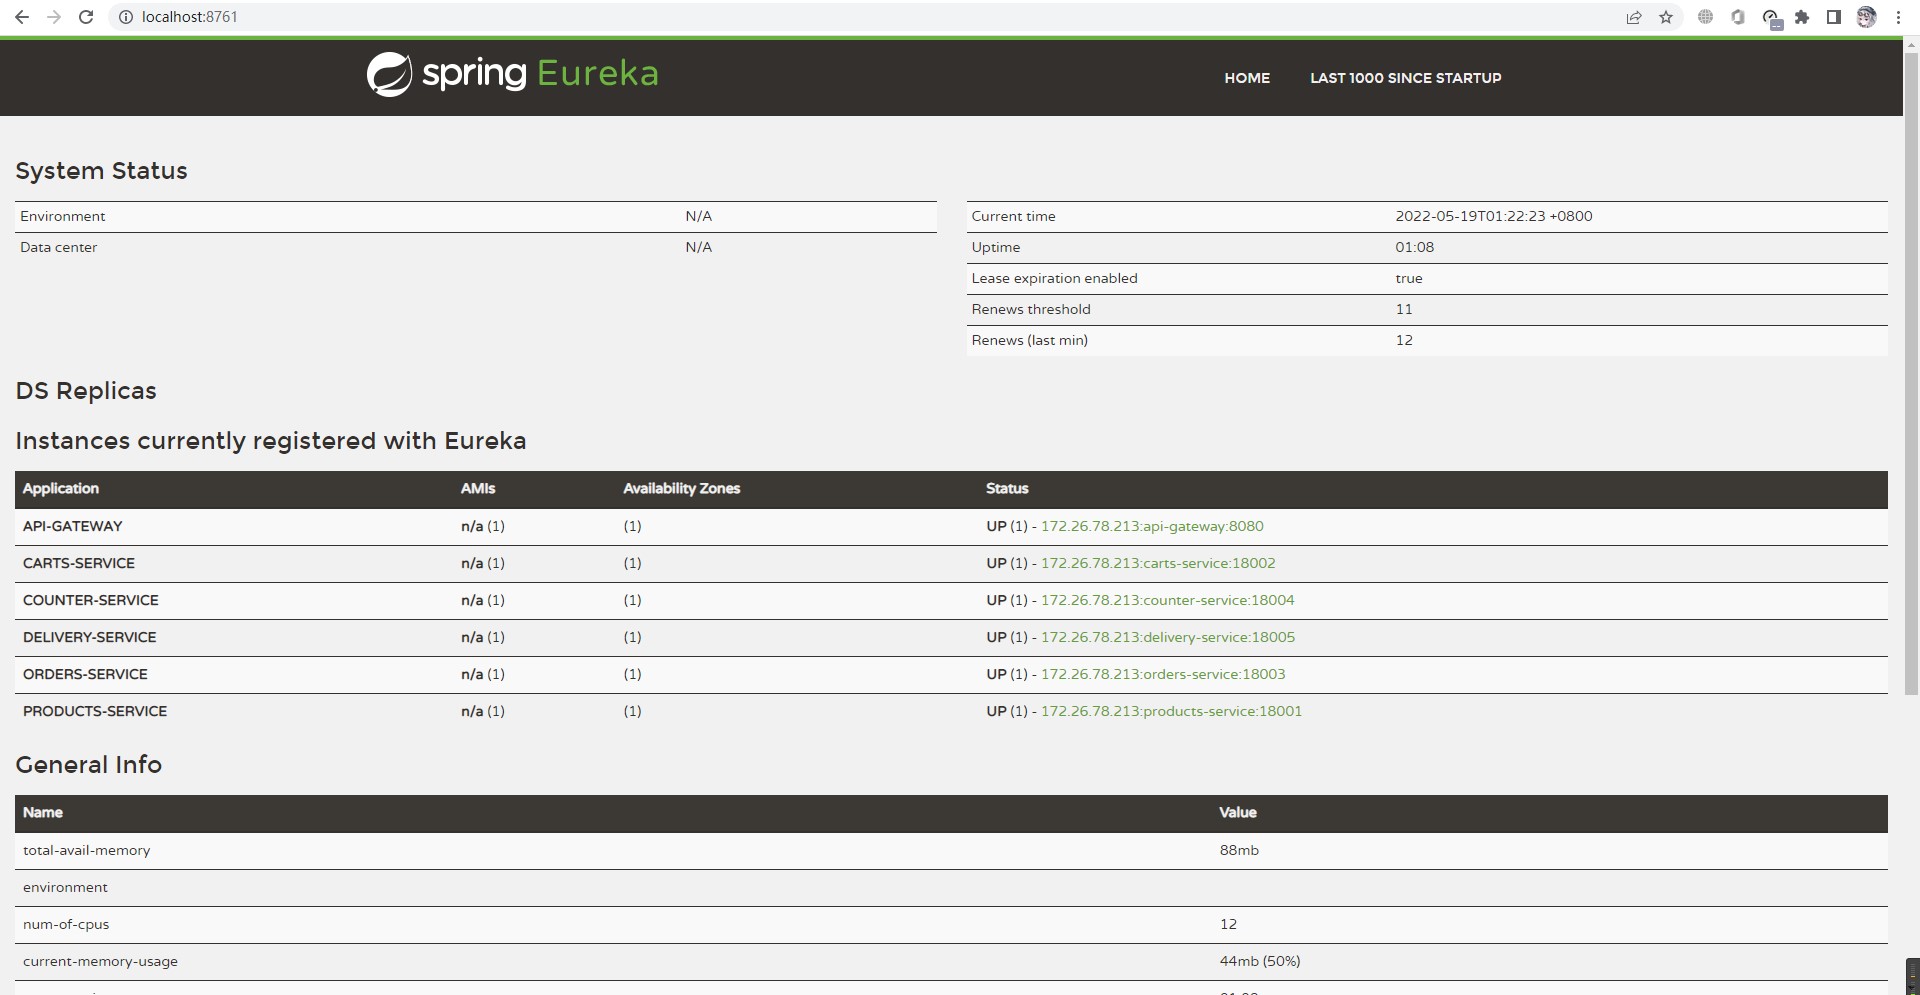 localhost:8761
spring Eureka
HOME LAST 1000 SINCE STARTUP
System Status
Environment N/A
Data center N/A
Current time 2022-05-19T01:22:23 +0800
Uptime 01:08
Lease expiration enabled true
Renews threshold 11
Renews (last min) 12
DS Replicas
Instances currently registered with Eureka
Application AMIs Availability Zones Status
API-GATEWAY n/a (1) (1) UP (1) - 172.26.78.213:api-gateway:8080
CARTS-SERVICE n/a (1) (1) UP (1) - 172.26.78.213:carts-service:18002
COUNTER-SERVICE n/a (1) (1) UP (1) - 172.26.78.213:counter-service:18004
DELIVERY-SERVICE n/a (1) (1) UP (1) - 172.26.78.213:delivery-service:18005
ORDERS-SERVICE n/a (1) (1) UP (1) - 172.26.78.213:orders-service:18003
PRODUCTS-SERVICE n/a (1) (1) UP (1) - 172.26.78.213:products-service:18001
General Info
Name Value
total-avail-memory 88mb
environment
num-of-cpus 12
current-memory-usage 44mb (50%)